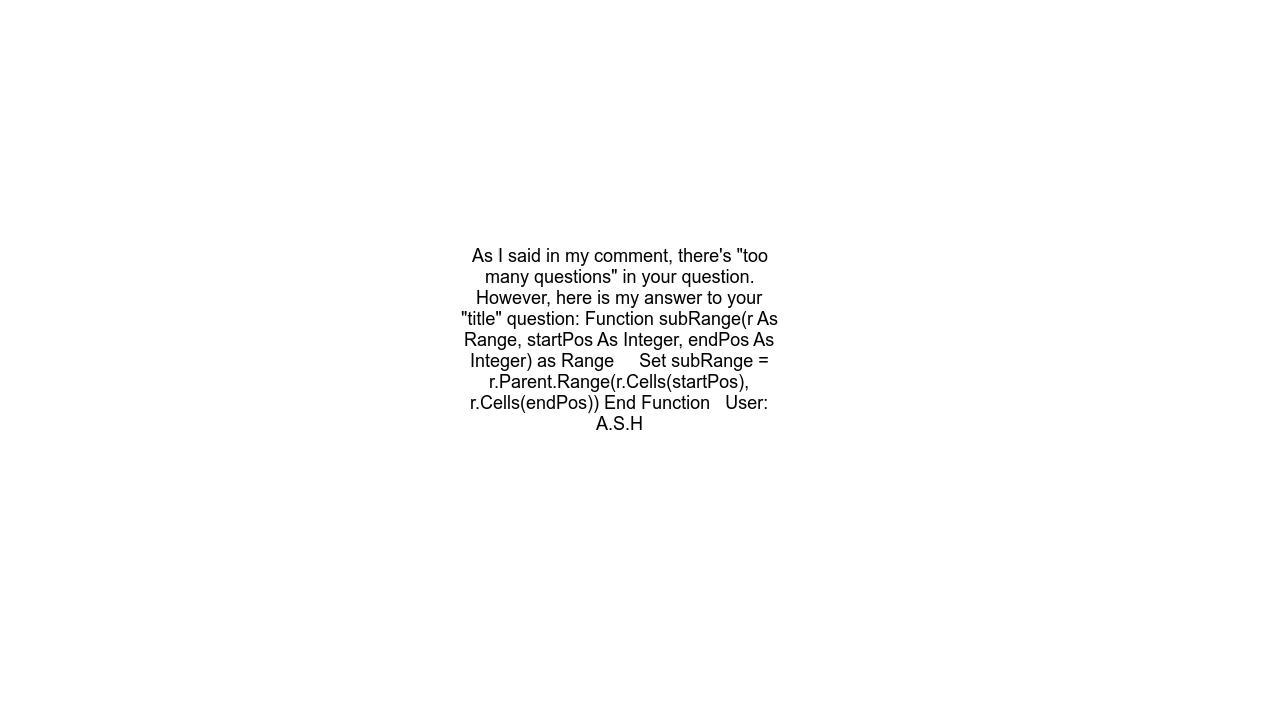 As I said in my comment, there's "too
many questions" in your question.
However, here is my answer to your
"title" question: Function subRange(r As
Range, startPos As Integer, endPos As
Integer) as Range     Set subRange =
r.Parent.Range(r.Cells(startPos),
r.Cells(endPos)) End Function   User:
A.S.H